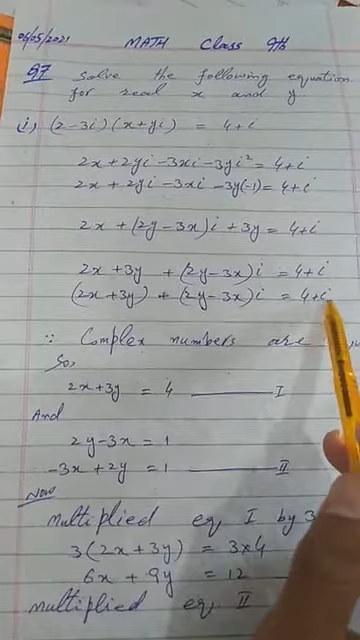 06/05/2021 MATH Class 9th
Q7 Solve the following equation
for real x and y.
i) (2-3i) (x+yi) = 4+i
2x+2yi-3xi-3yi² = 4+i
2x+2yi-3xi-3y(-1) = 4+i
2x+(2y-3x)i+3y = 4+i
2x+3y +(2y-3x)i = 4+i
(2x+3y) + (2y-3x)i = 4+i
∵ Complex numbers are
So,
2x+3y = 4 —— I
And
2y-3x = 1
-3x+2y = 1 —— II
Now
Multiplied eq. I by 3
3(2x+3y) = 3x4
6x + 9y = 12
Multiplied eq. II